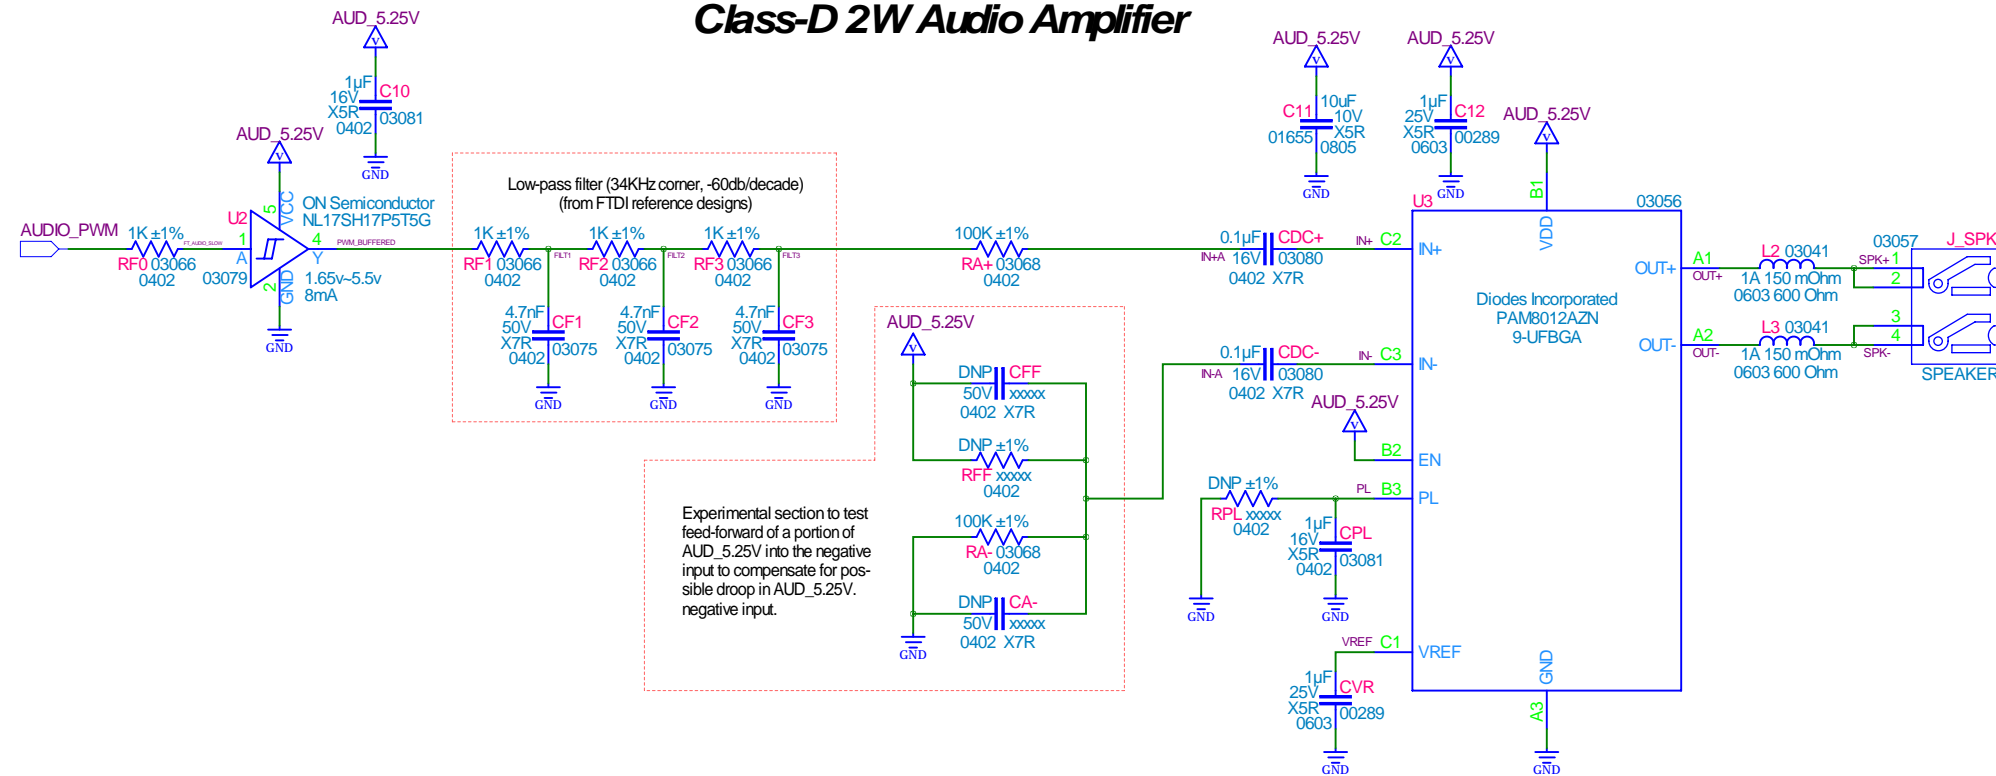 Class-D 2W Audio Amplifier
AUD_5.25V
V
1µF
16V
X5R
0402
C10
03081
GND
AUD_5.25V
V
AUDIO_PWM
1K ±1%
RF0 03066
0402
FT_AUDIO_SLOW
U2
1
A
03079
5
VCC
ON Semiconductor
NL17SH17P5T5G
4
Y
PWM_BUFFERED
2
GND
1.65v~5.5v
8mA
GND
Low-pass filter (34KHz corner, -60db/decade)
(from FTDI reference designs)
1K ±1%
RF1 03066
0402
FILT1
1K ±1%
RF2 03066
0402
FILT2
1K ±1%
RF3 03066
0402
FILT3
4.7nF
50V
X7R
0402
CF1
03075
GND
4.7nF
50V
X7R
0402
CF2
03075
GND
4.7nF
50V
X7R
0402
CF3
03075
GND
100K ±1%
RA+ 03068
0402
AUD_5.25V
V
DNP
50V
CFF
xxxxx
0402 X7R
DNP ±1%
RFF xxxxx
0402
100K ±1%
RA- 03068
0402
DNP
50V
CA-
xxxxx
0402 X7R
GND
Experimental section to test
feed-forward of a portion of
AUD_5.25V into the negative
input to compensate for pos-
sible droop in AUD_5.25V.
negative input.
AUD_5.25V
V
C11
01655
10uF
10V
X5R
0805
GND
AUD_5.25V
V
1µF
25V
X5R
0603
C12
00289
GND
AUD_5.25V
V
B1
VDD
U3
03056
0.1µF
IN+A
16V
CDC+
03080
0402 X7R
IN+
C2
IN+
0.1µF
IN-A
16V
CDC-
03080
0402 X7R
IN-
C3
IN-
AUD_5.25V
V
B2
EN
DNP ±1%
RPL xxxxx
0402
GND
PL
B3
PL
1µF
16V
X5R
0402
CPL
03081
GND
VREF
C1
VREF
1µF
25V
X5R
0603
CVR
00289
GND
Diodes Incorporated
PAM8012AZN
9-UFBGA
GND
A3
GND
OUT+
A1
OUT+
L2 03041
1A 150 mOhm
0603 600 Ohm
OUT-
A2
OUT-
L3 03041
1A 150 mOhm
0603 600 Ohm
03057
J_SPK
SPK+
1
2
3
4
SPK-
SPEAKER